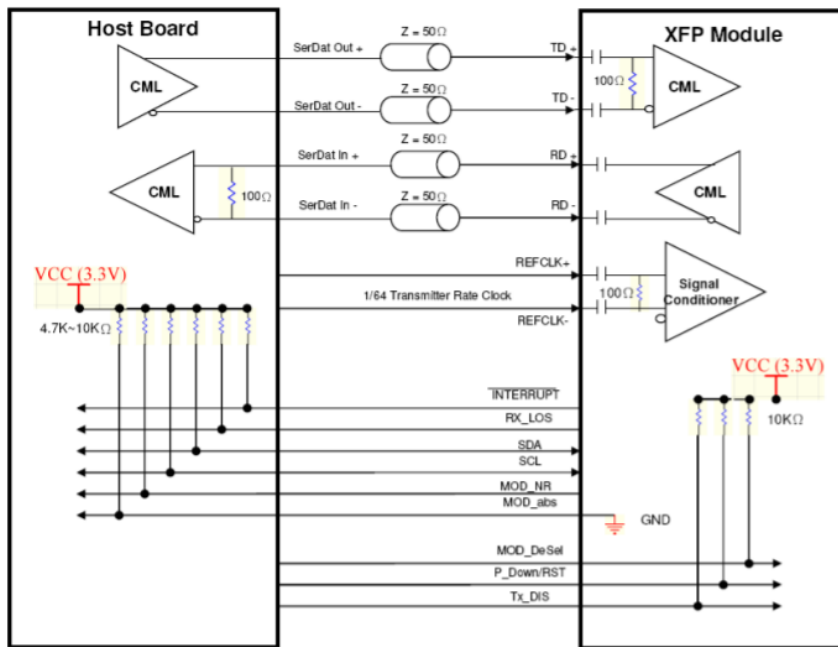 Host Board
XFP Module
CML
SerDat Out +
Z = 50Ω
TD +
100Ω
CML
SerDat Out -
Z = 50Ω
TD -
CML
100Ω
SerDat In +
Z = 50Ω
RD +
SerDat In -
Z = 50Ω
RD -
CML
REFCLK+
1/64 Transmitter Rate Clock
REFCLK-
100Ω
Signal
Conditioner
VCC (3.3V)
4.7K~10KΩ
VCC (3.3V)
10KΩ
INTERRUPT
RX_LOS
SDA
SCL
MOD_NR
MOD_abs
GND
MOD_DeSel
P_Down/RST
Tx_DIS